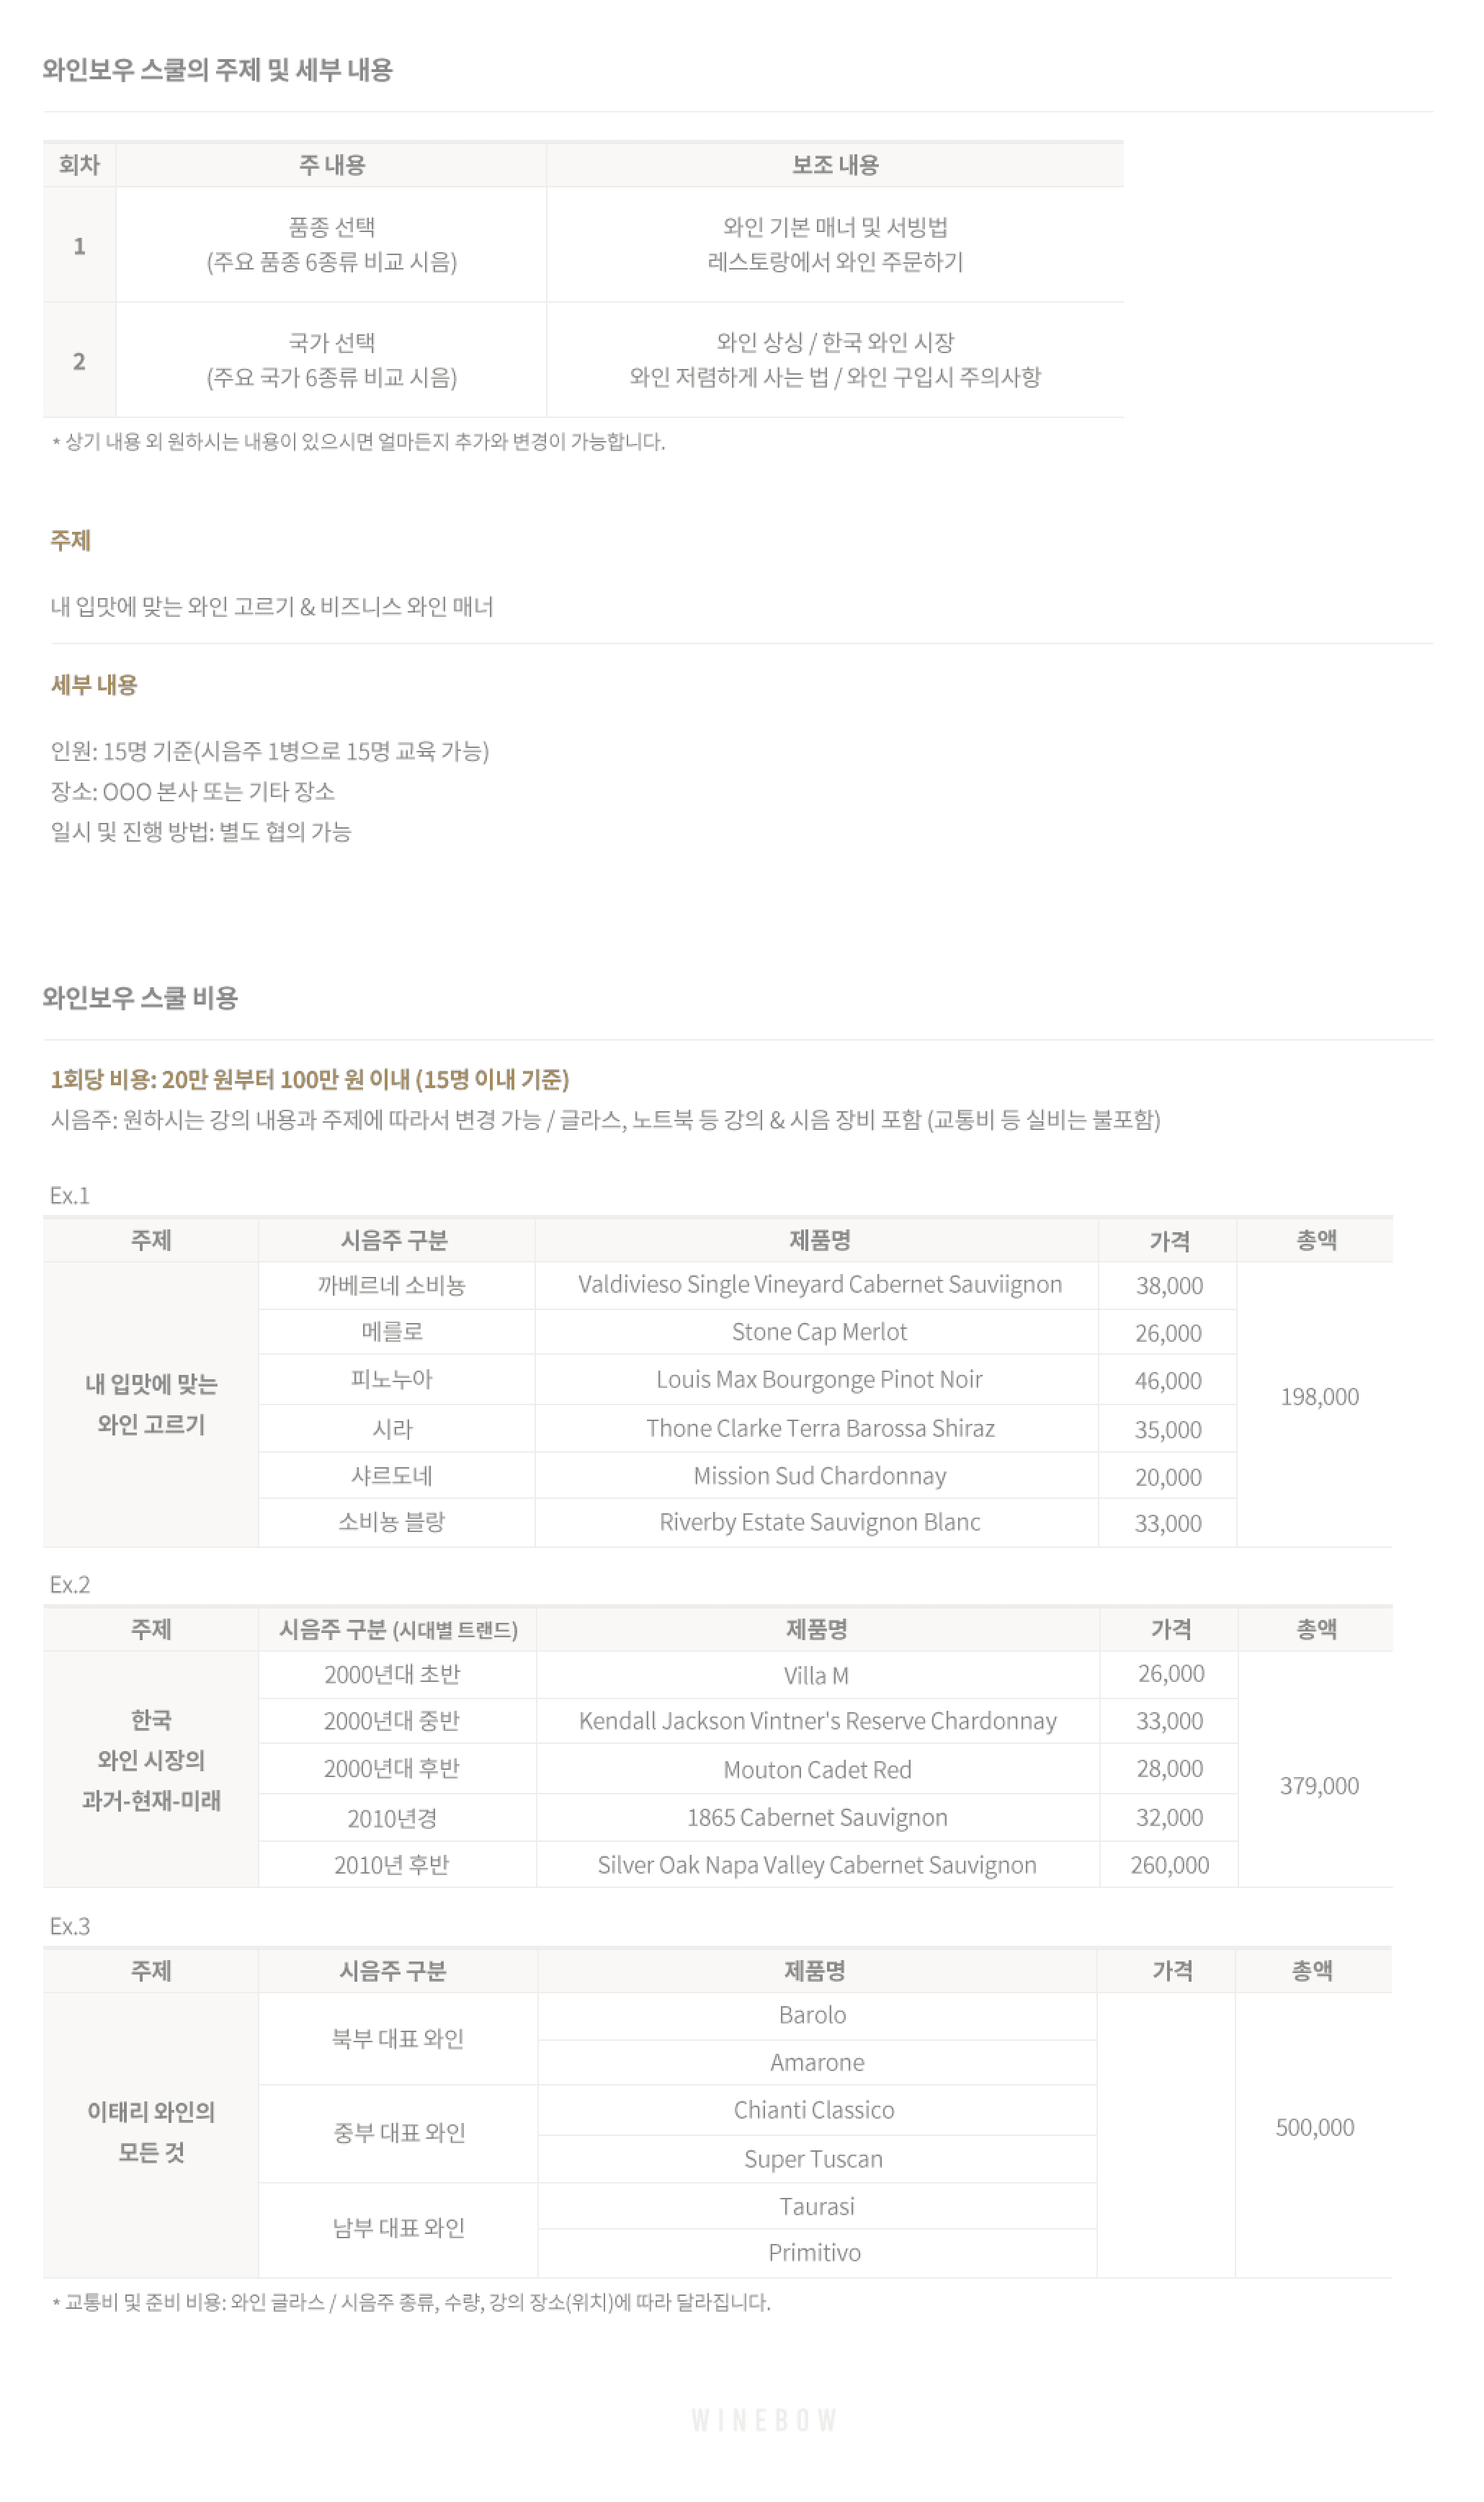 와인보우 스쿨의 주제 및 세부 내용
회차 주 내용 보조 내용
1 품종 선택 (주요 품종 6종류 비교 시음) 와인 기본 매너 및 서빙법 레스토랑에서 와인 주문하기
2 국가 선택 (주요 국가 6종류 비교 시음) 와인 상싱 / 한국 와인 시장 와인 저렴하게 사는 법 / 와인 구입시 주의사항
* 상기 내용 외 원하시는 내용이 있으시면 얼마든지 추가와 변경이 가능합니다.
주제
내 입맛에 맞는 와인 고르기 & 비즈니스 와인 매너
세부 내용
인원: 15명 기준(시음주 1병으로 15명 교육 가능)
장소: OOO 본사 또는 기타 장소
일시 및 진행 방법: 별도 협의 가능
와인보우 스쿨 비용
1회당 비용: 20만 원부터 100만 원 이내 (15명 이내 기준)
시음주: 원하시는 강의 내용과 주제에 따라서 변경 가능 / 글라스, 노트북 등 강의 & 시음 장비 포함 (교통비 등 실비는 불포함)
Ex.1
주제 시음주 구분 제품명 가격 총액
내 입맛에 맞는 와인 고르기
까베르네 소비뇽 Valdivieso Single Vineyard Cabernet Sauviignon 38,000
메를로 Stone Cap Merlot 26,000
피노누아 Louis Max Bourgonge Pinot Noir 46,000
198,000
시라 Thone Clarke Terra Barossa Shiraz 35,000
샤르도네 Mission Sud Chardonnay 20,000
소비뇽 블랑 Riverby Estate Sauvignon Blanc 33,000
Ex.2
주제 시음주 구분 (시대별 트랜드) 제품명 가격 총액
한국 와인 시장의 과거-현재-미래
2000년대 초반 Villa M 26,000
2000년대 중반 Kendall Jackson Vintner's Reserve Chardonnay 33,000
2000년대 후반 Mouton Cadet Red 28,000
379,000
2010년경 1865 Cabernet Sauvignon 32,000
2010년 후반 Silver Oak Napa Valley Cabernet Sauvignon 260,000
Ex.3
주제 시음주 구분 제품명 가격 총액
이태리 와인의 모든 것
북부 대표 와인
Barolo
Amarone
중부 대표 와인
Chianti Classico
Super Tuscan
500,000
남부 대표 와인
Taurasi
Primitivo
* 교통비 및 준비 비용: 와인 글라스 / 시음주 종류, 수량, 강의 장소(위치)에 따라 달라집니다.
WINEBOW